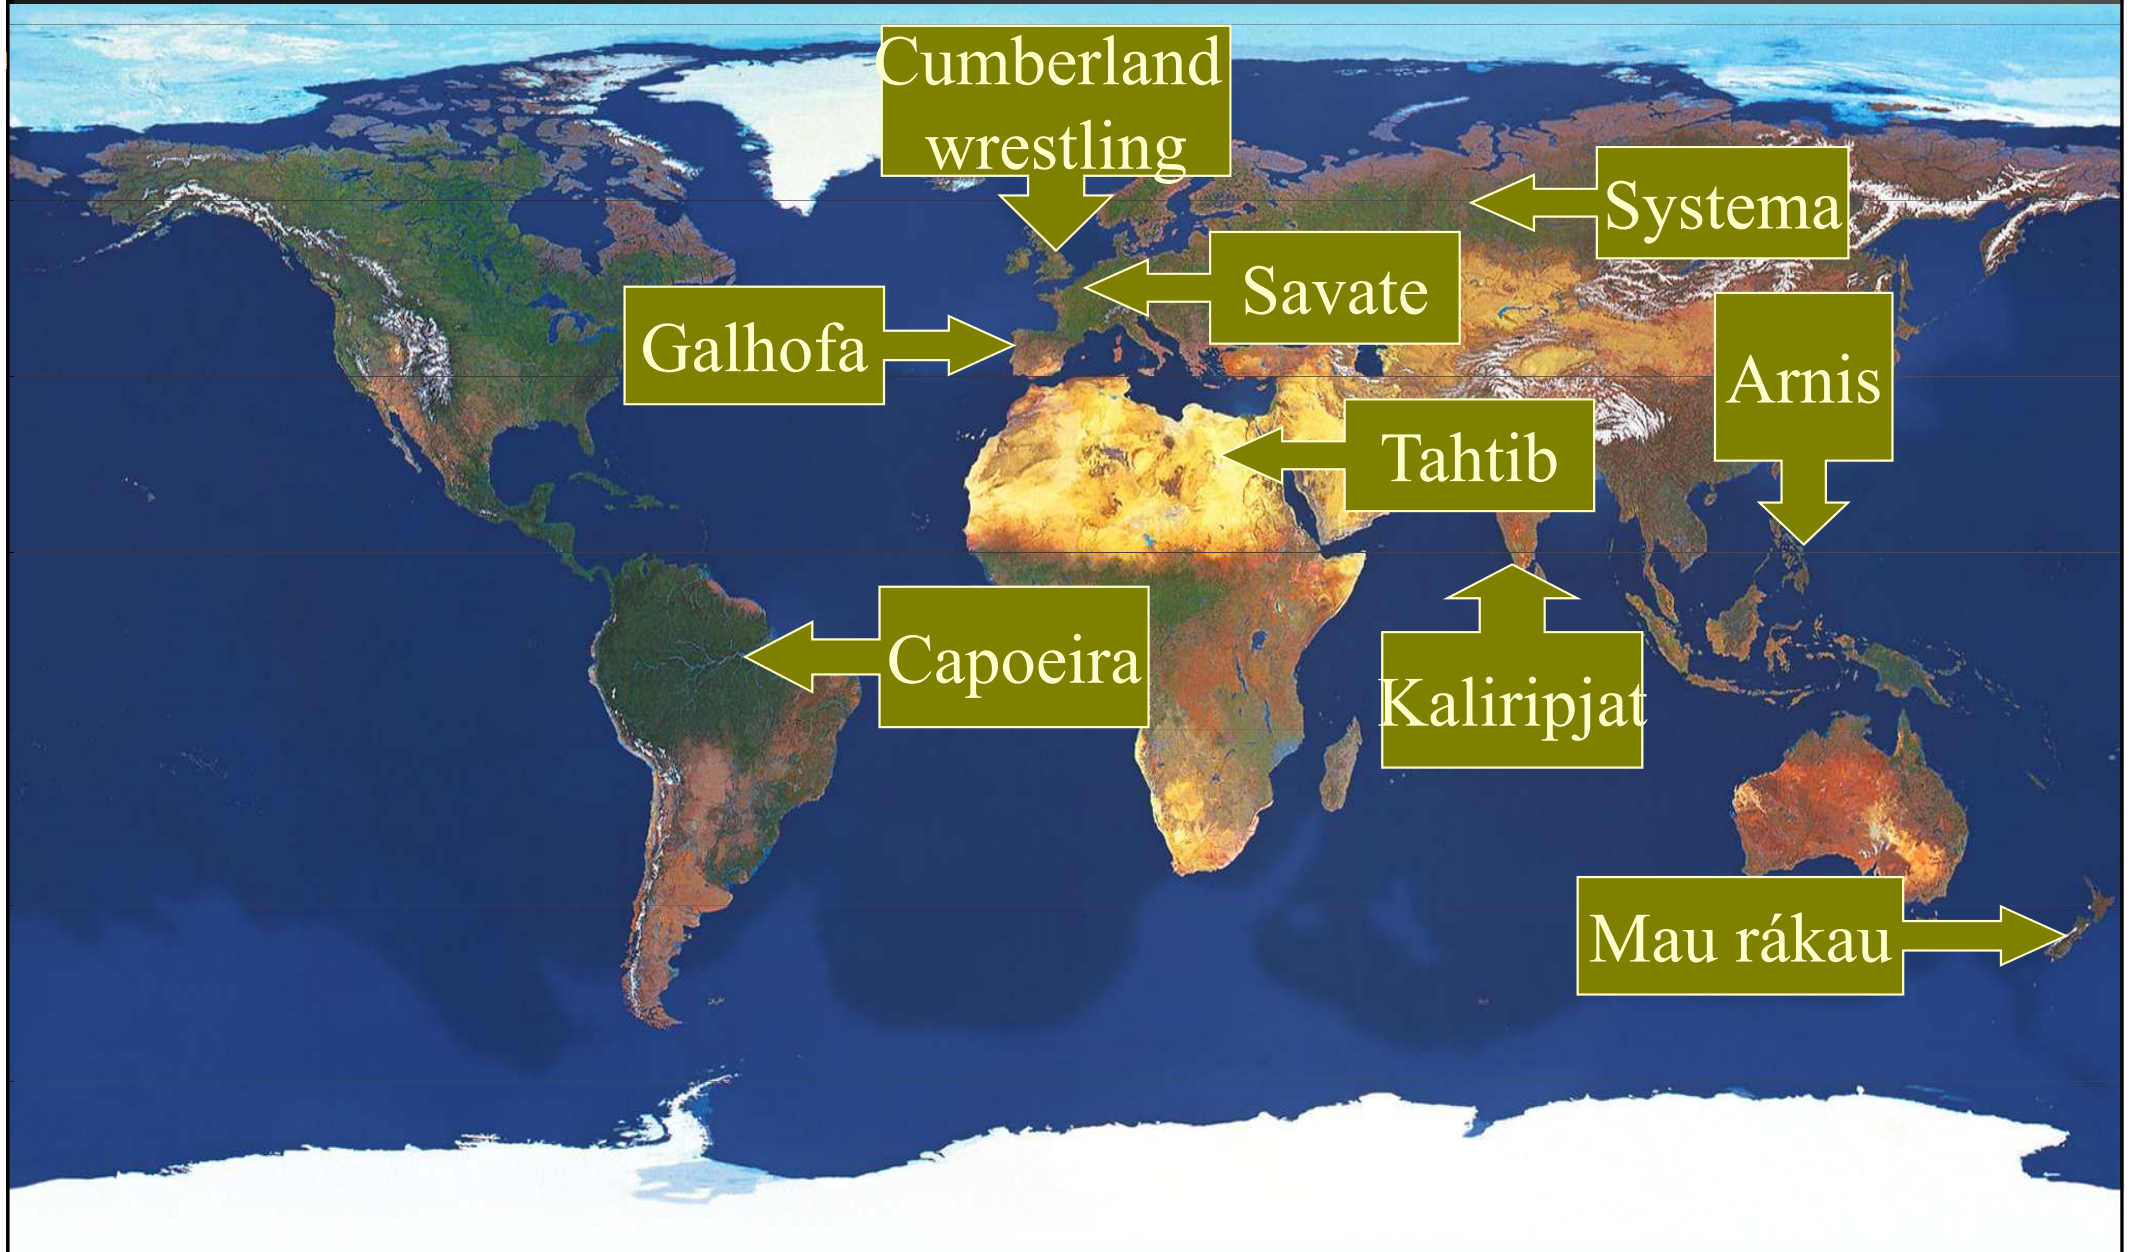 Cumberland
wrestling
Systema
Savate
Galhofa
Arnis
Tahtib
Capoeira
Kaliripjat
Mau rákau